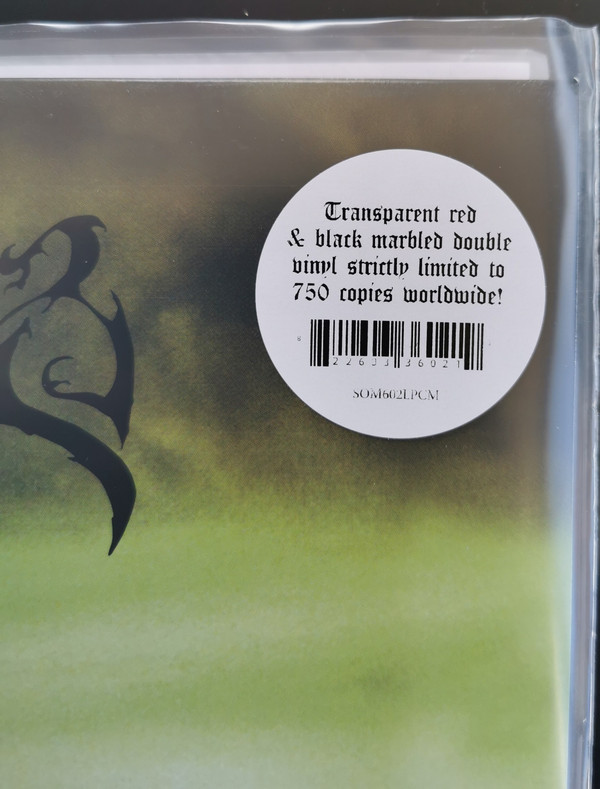 Transparent red
& black marbled double
vinyl strictly limited to
750 copies worldwide!
SOM602LPCM